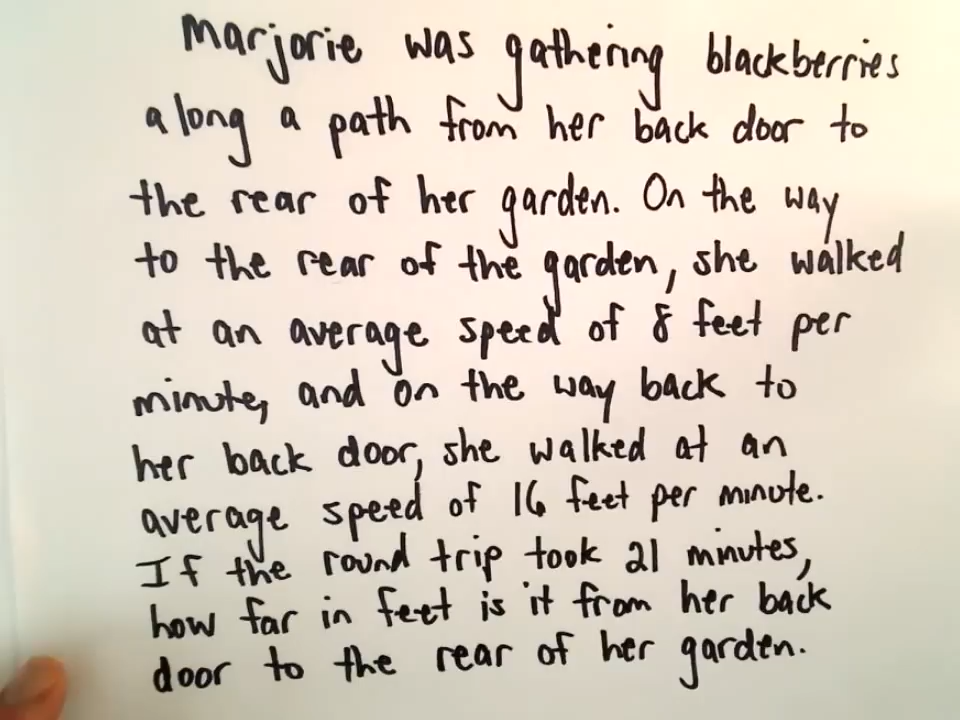 Marjorie was gathering blackberries
along a path from her back door to
the rear of her garden. On the way
to the rear of the garden, she walked
at an average speed of 8 feet per
minute, and on the way back to
her back door, she walked at an
average speed of 16 feet per minute.
If the round trip took 21 minutes,
how far in feet is it from her back
door to the rear of her garden.